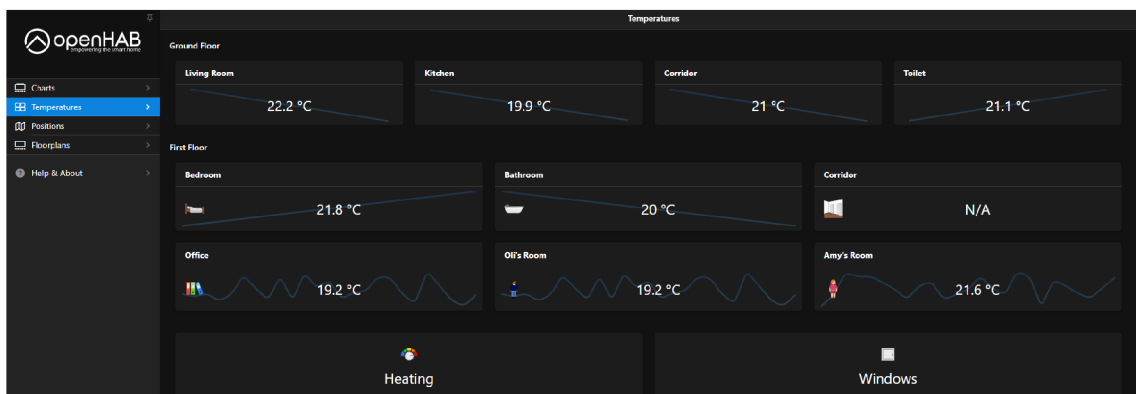 Temperatures
openHAB
empowering the smart home
Charts
Temperatures
Positions
Floorplans
Help & About
Ground Floor
Living Room
22.2 °C
Kitchen
19.9 °C
Corridor
21 °C
Toilet
21.1 °C
First Floor
Bedroom
21.8 °C
Bathroom
20 °C
Corridor
N/A
Office
19.2 °C
Oli's Room
19.2 °C
Amy's Room
21.6 °C
Heating
Windows